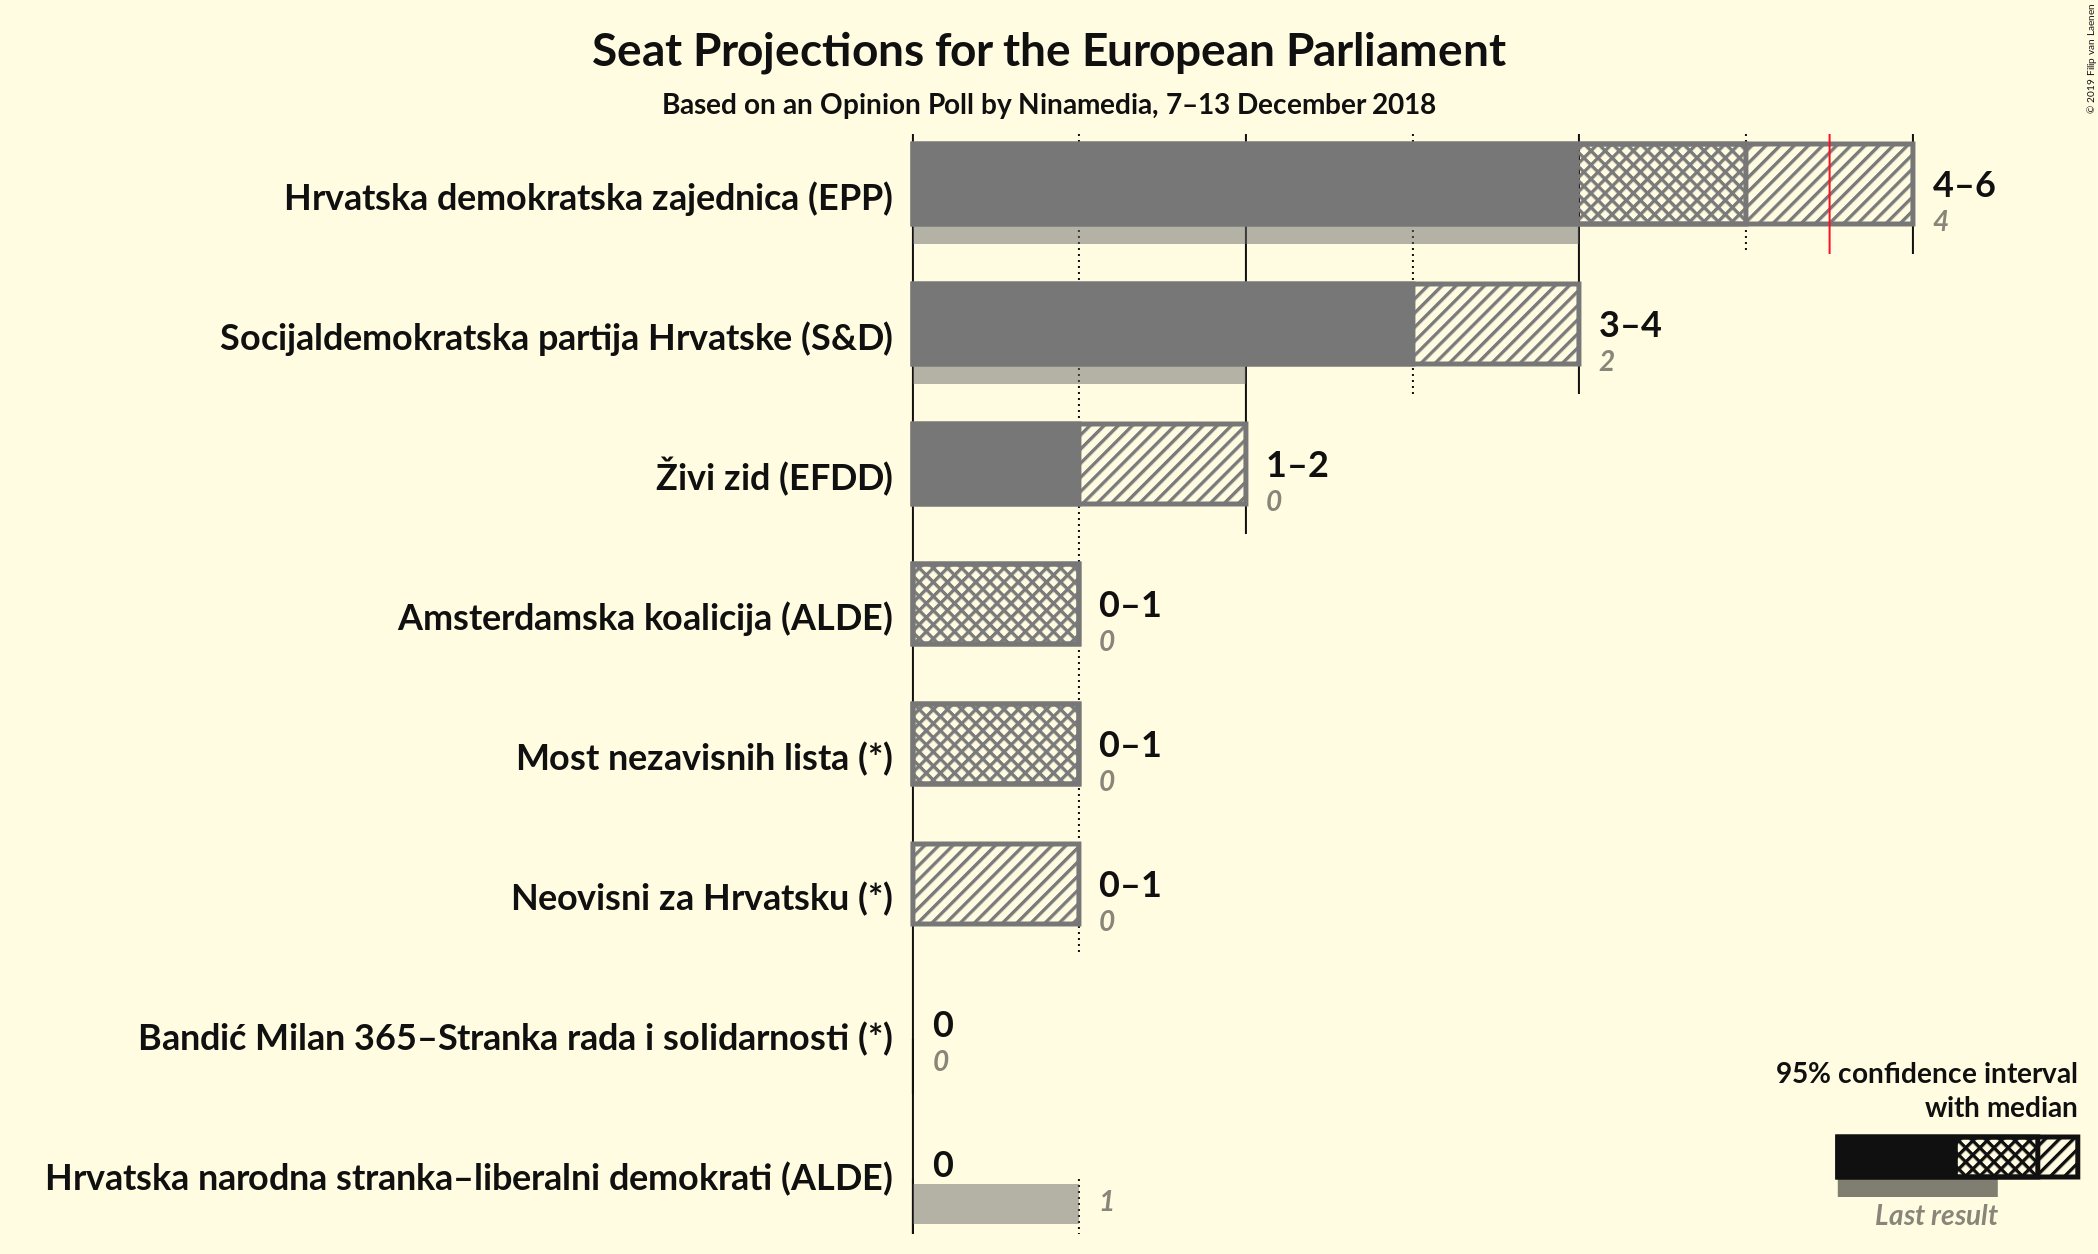 Seat Projections for the European Parliament
Based on an Opinion Poll by Ninamedia, 7–13 December 2018
© 2019 Filip van Laenen
Hrvatska demokratska zajednica (EPP)
4–6
4
Socijaldemokratska partija Hrvatske (S&D)
3–4
2
Živi zid (EFDD)
1–2
0
Amsterdamska koalicija (ALDE)
0–1
0
Most nezavisnih lista (*)
0–1
0
Neovisni za Hrvatsku (*)
0–1
0
Bandić Milan 365–Stranka rada i solidarnosti (*)
0
0
Hrvatska narodna stranka–liberalni demokrati (ALDE)
0
1
95% confidence interval
with median
Last result